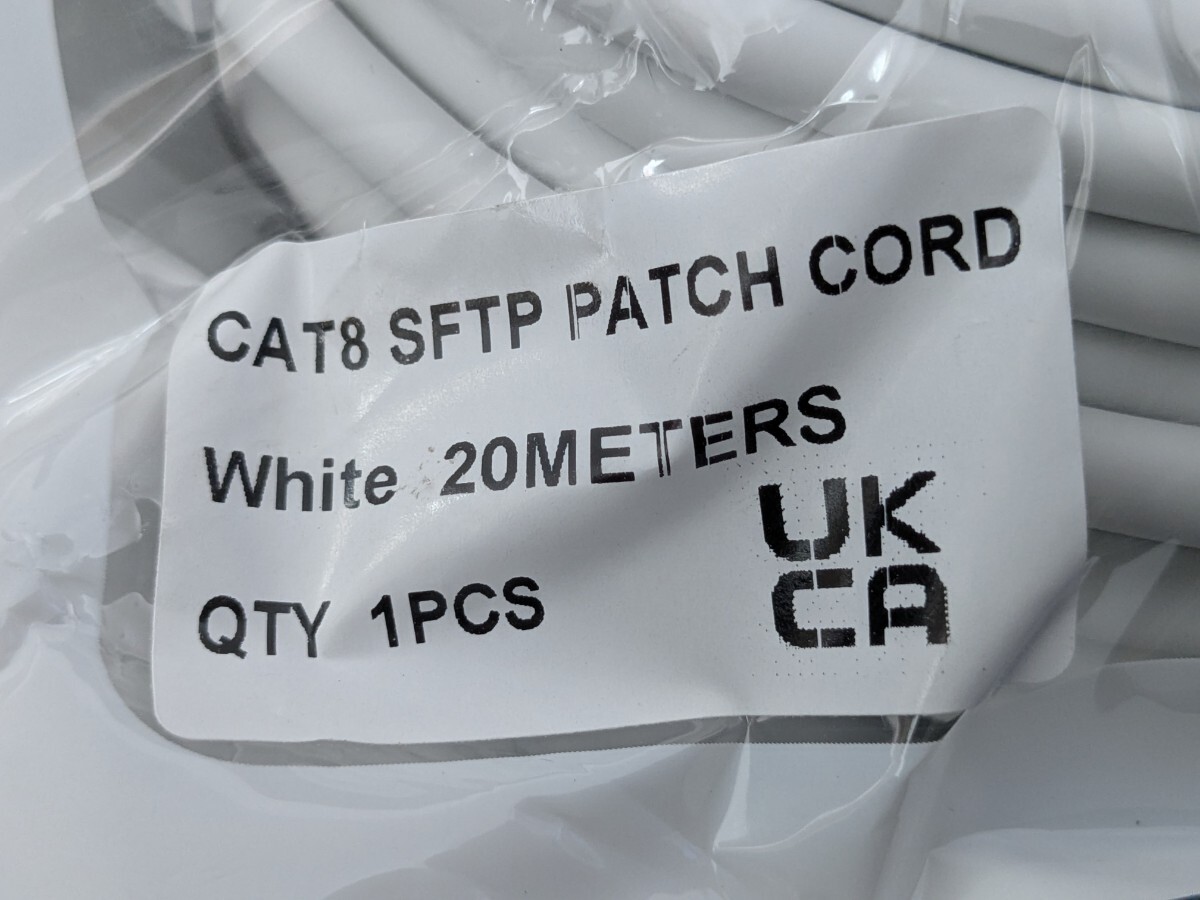 CAT8 SFTP PATCH CORD
White 20METERS
QTY 1PCS
UK
CA